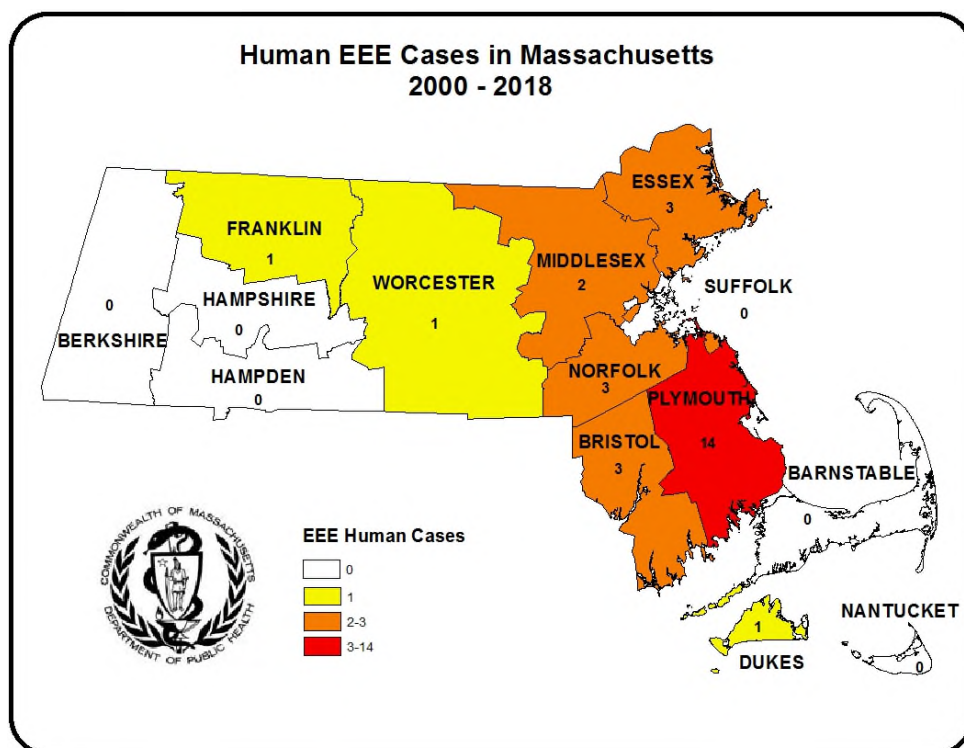 Human EEE Cases in Massachusetts
2000 - 2018
ESSEX
3
FRANKLIN
1
MIDDLESEX
2
WORCESTER
1
SUFFOLK
0
HAMPSHIRE
0
0
BERKSHIRE
HAMPDEN
0
NORFOLK
3
PLYMOUTH
14
BRISTOL
3
BARNSTABLE
0
NANTUCKET
0
1
DUKES
COMMONWEALTH OF MASSACHUSETTS
DEPARTMENT OF PUBLIC HEALTH
EEE Human Cases
0
1
2-3
3-14